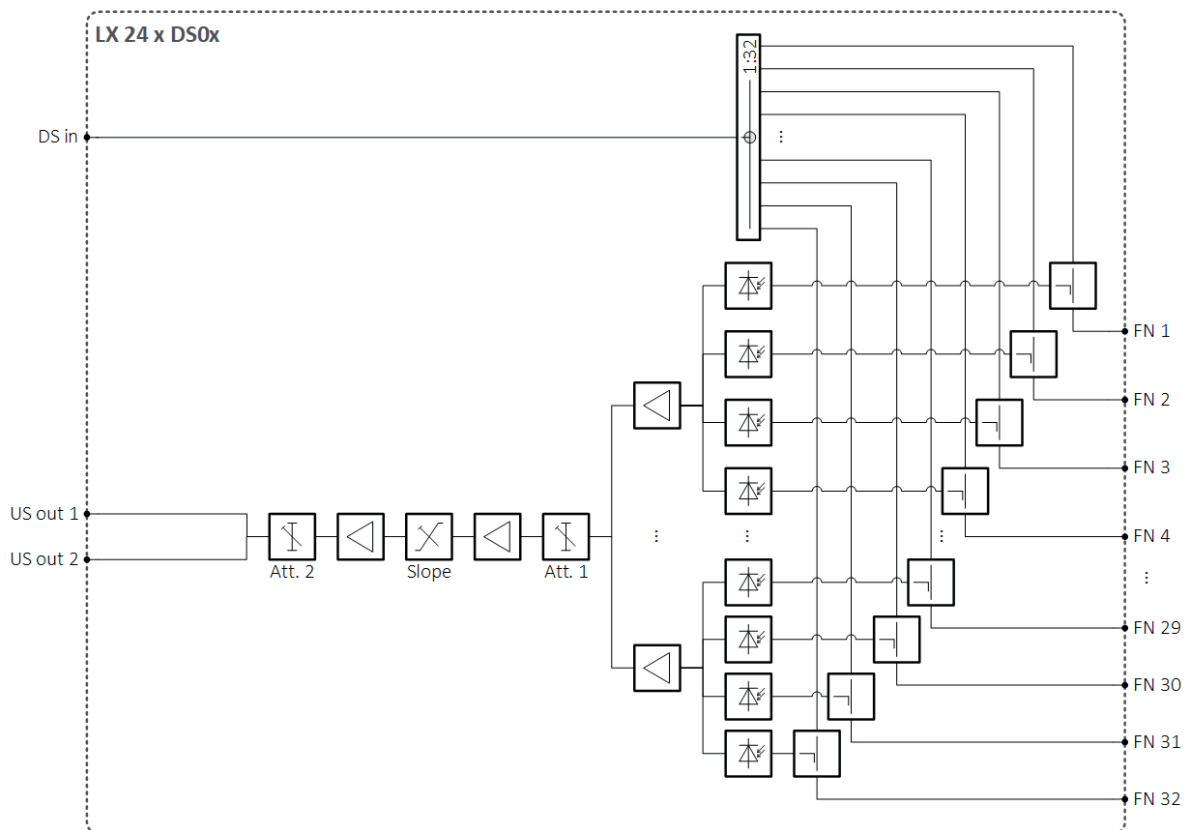 LX 24 x DS0x
1:32
DS in
...
FN 1
FN 2
FN 3
FN 4
US out 1
US out 2
Att. 2
Slope
Att. 1
...
...
...
...
FN 29
FN 30
FN 31
FN 32